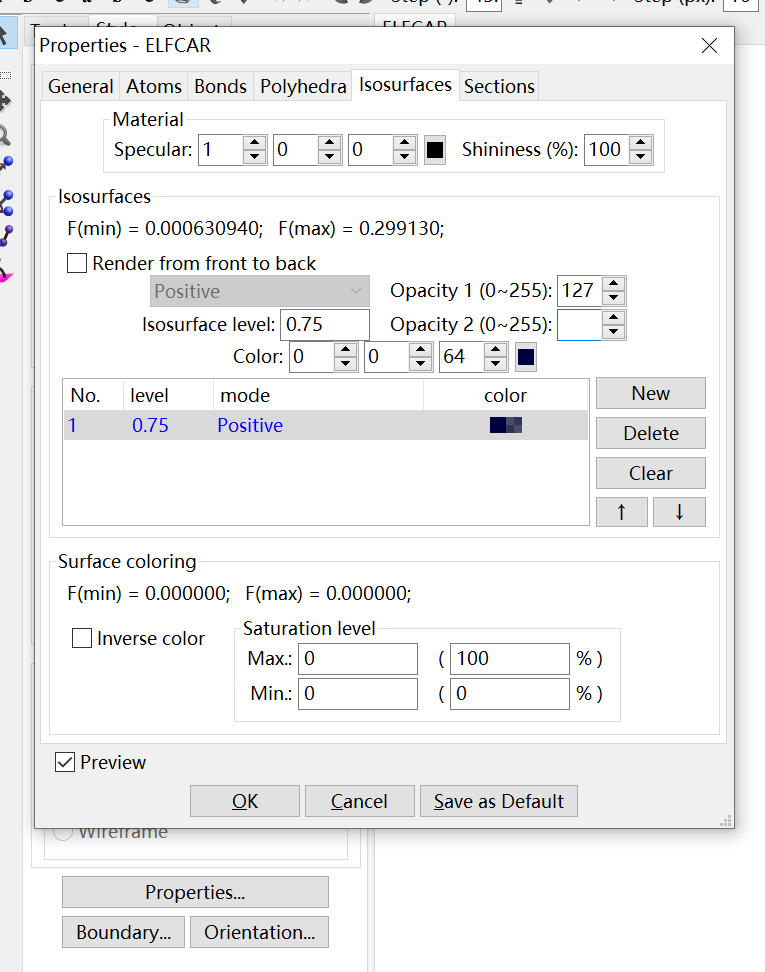 Step (px):
ELFCAR
Properties - ELFCAR
General Atoms Bonds Polyhedra Isosurfaces Sections
Material
Specular: 1 0 0 Shininess (%): 100
Isosurfaces
F(min) = 0.000630940; F(max) = 0.299130;
Render from front to back
Positive Opacity 1 (0~255): 127
Isosurface level: 0.75 Opacity 2 (0~255):
Color: 0 0 64
No. level mode color
1 0.75 Positive
New
Delete
Clear
↑ ↓
Surface coloring
F(min) = 0.000000; F(max) = 0.000000;
Inverse color
Saturation level
Max.: 0 ( 100 % )
Min.: 0 ( 0 % )
Preview
OK Cancel Save as Default
Wireframe
Properties...
Boundary... Orientation...